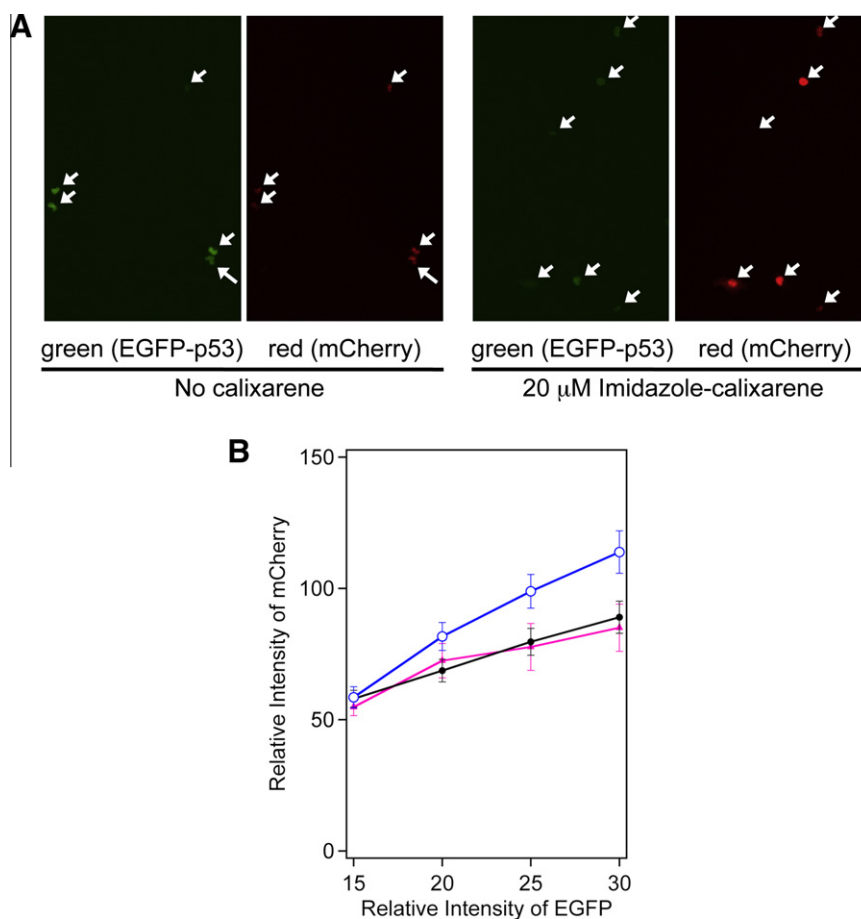 A
green (EGFP-p53) red (mCherry) green (EGFP-p53) red (mCherry)
No calixarene 20 μM Imidazole-calixarene
B
150
100
50
0
Relative Intensity of mCherry
15 20 25 30
Relative Intensity of EGFP